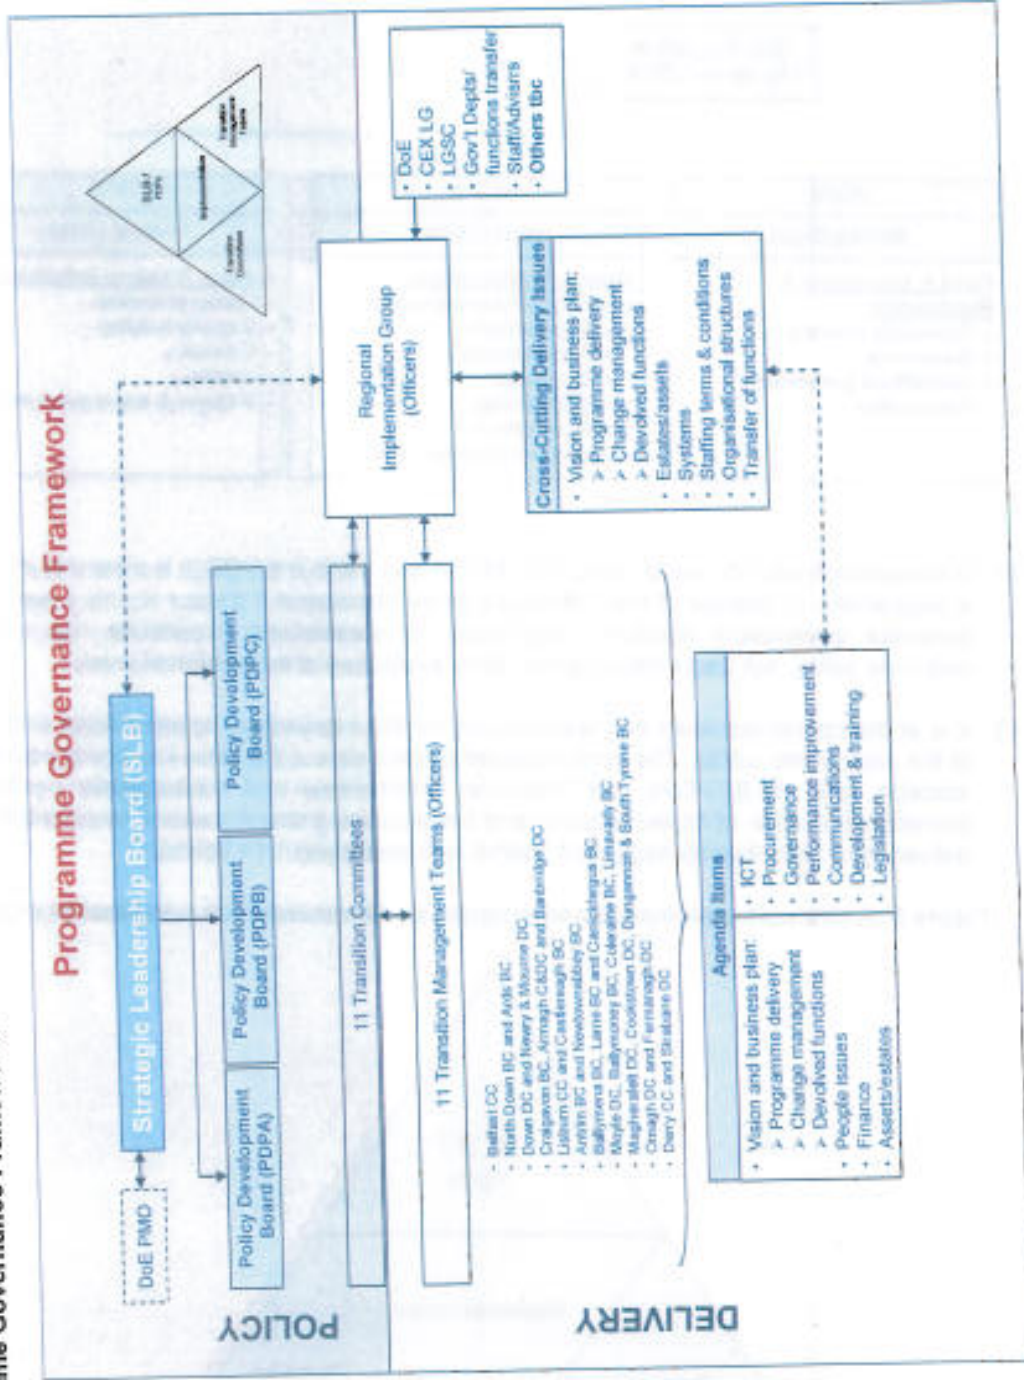 Programme Governance Framework
POLICY
DoE PMO
Strategic Leadership Board (SLB)
Policy Development
Board (PDPA)
Policy Development
Board (PDPB)
Policy Development
Board (PDPC)
11 Transition Committees
Regional
Implementation Group
(Officers)
Implementation
• DoE
• CEX LG
• LGSC
• Gov't Depts/
functions transfer
• Staff/Advisrrs
• Others tbc
DELIVERY
11 Transition Management Teams (Officers)
• Belfast CC
• North Down BC and Ards BC
• Down DC and Newry & Mourne DC
• Craigavon BC, Armagh C&DC and Banbridge DC
• Lisburn CC and Castlereagh BC
• Antrim BC and Newtownabbey BC
• Ballymena BC, Larne BC and Carrickfergus BC
• Moyle DC, Ballymoney BC, Coleraine BC, Limavady BC
• Magherafelt DC, Cookstown DC, Dungannon & South Tyrone BC
• Omagh DC and Fermanagh DC
• Derry CC and Strabane DC
Cross-Cutting Delivery Issues
• Vision and business plan:
➢ Programme delivery
➢ Change management
➢ Devolved functions
• Estates/assets
• Systems
• Staffing terms & conditions
• Organisational structures
• Transfer of functions
Agenda Items
• Vision and business plan:
➢ Programme delivery
➢ Change management
➢ Devolved functions
• People issues
• Finance
• Assets/estates
• ICT
• Procurement
• Governance
• Performance improvement
• Communications
• Development & training
• Legislation